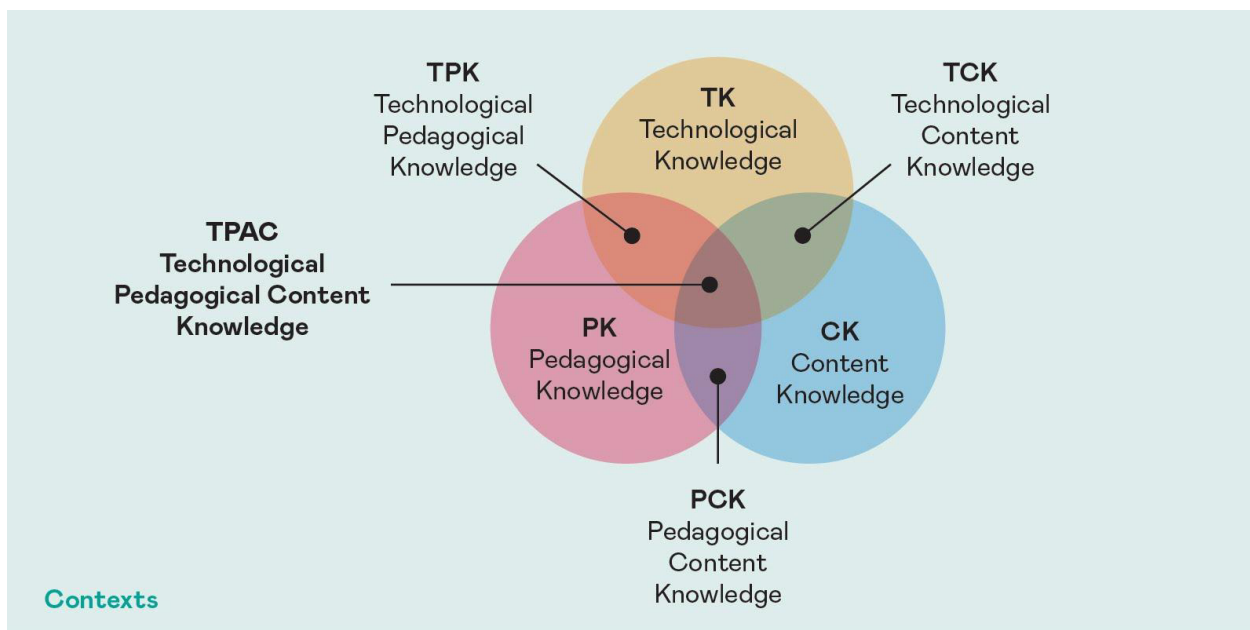 TPK
Technological
Pedagogical
Knowledge
TK
Technological
Knowledge
TCK
Technological
Content
Knowledge
TPAC
Technological
Pedagogical Content
Knowledge
PK
Pedagogical
Knowledge
CK
Content
Knowledge
PCK
Pedagogical
Content
Knowledge
Contexts